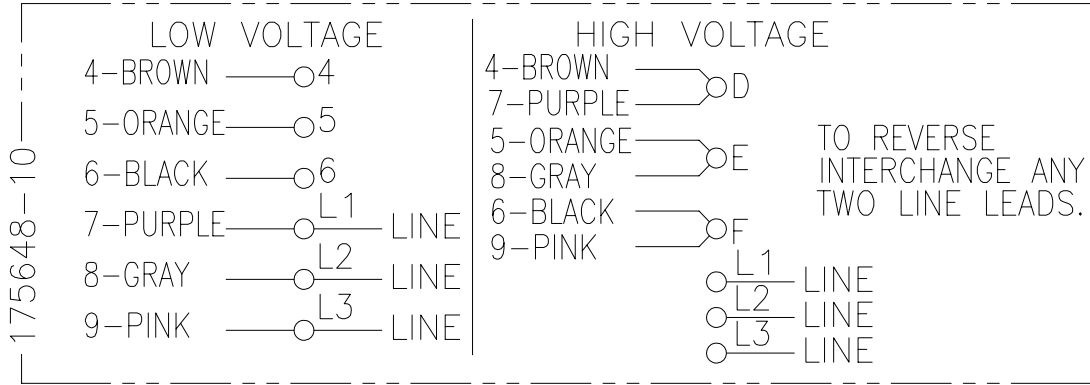 175648-10
LOW VOLTAGE
4-BROWN 4
5-ORANGE 5
6-BLACK 6
7-PURPLE L1 LINE
8-GRAY L2 LINE
9-PINK L3 LINE
HIGH VOLTAGE
4-BROWN
7-PURPLE D
5-ORANGE
8-GRAY E
6-BLACK
9-PINK F
L1 LINE
L2 LINE
L3 LINE
TO REVERSE
INTERCHANGE ANY
TWO LINE LEADS.